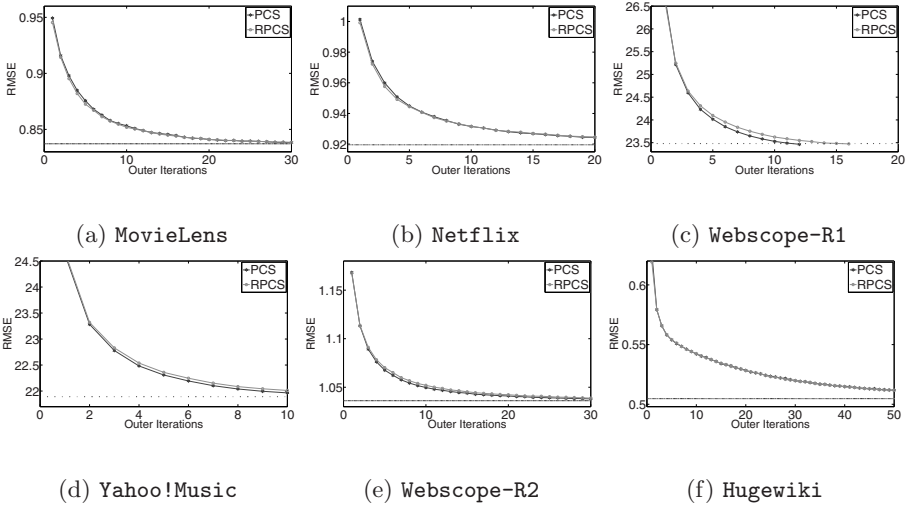 PCS
RPCS
0.95
0.9
0.85
RMSE
0 10 20 30
Outer Iterations
(a) MovieLens
PCS
RPCS
1
0.98
0.96
0.94
0.92
RMSE
0 5 10 15 20
Outer Iterations
(b) Netflix
PCS
RPCS
26.5
26
25.5
25
24.5
24
23.5
RMSE
0 5 10 15 20
Outer Iterations
(c) Webscope-R1
PCS
RPCS
24.5
24
23.5
23
22.5
22
RMSE
0 2 4 6 8 10
Outer Iterations
(d) Yahoo!Music
PCS
RPCS
1.15
1.1
1.05
RMSE
0 10 20 30
Outer Iterations
(e) Webscope-R2
PCS
RPCS
0.6
0.55
0.5
RMSE
0 10 20 30 40 50
Outer Iterations
(f) Hugewiki